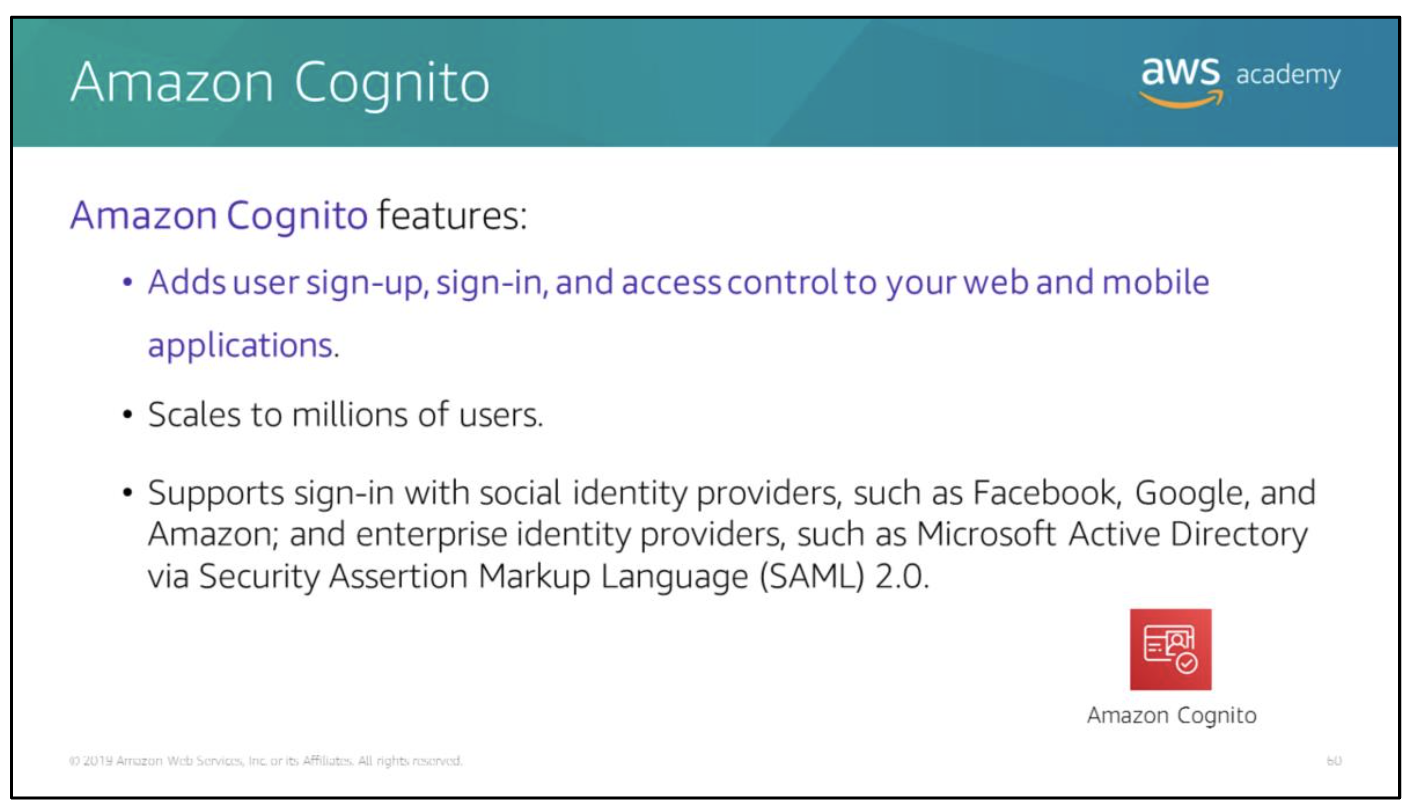 Amazon Cognito
aws academy
Amazon Cognito features:
• Adds user sign-up, sign-in, and access control to your web and mobile
applications.
• Scales to millions of users.
• Supports sign-in with social identity providers, such as Facebook, Google, and
Amazon; and enterprise identity providers, such as Microsoft Active Directory
via Security Assertion Markup Language (SAML) 2.0.
Amazon Cognito
© 2019 Amazon Web Services, Inc. or its Affiliates. All rights reserved.
60